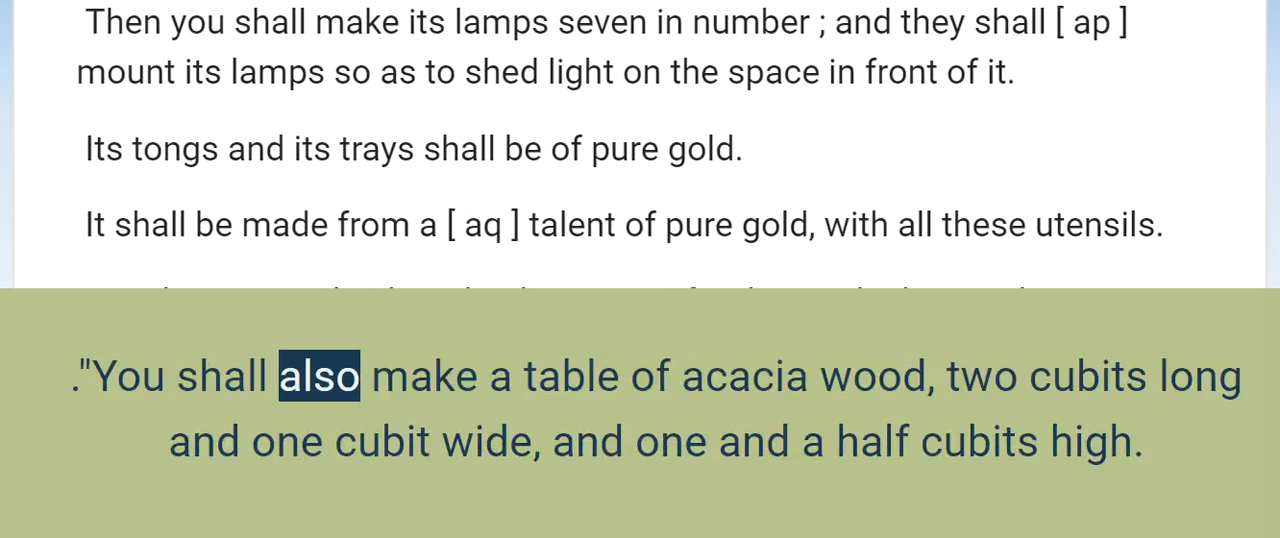 Then you shall make its lamps seven in number ; and they shall [ ap ]
mount its lamps so as to shed light on the space in front of it.
Its tongs and its trays shall be of pure gold.
It shall be made from a [ aq ] talent of pure gold, with all these utensils.
."You shall also make a table of acacia wood, two cubits long
and one cubit wide, and one and a half cubits high.